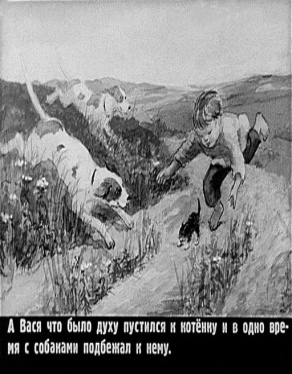 А Вася что было духу пустился к котёнку и в одно вре-
мя с собаками подбежал к нему.